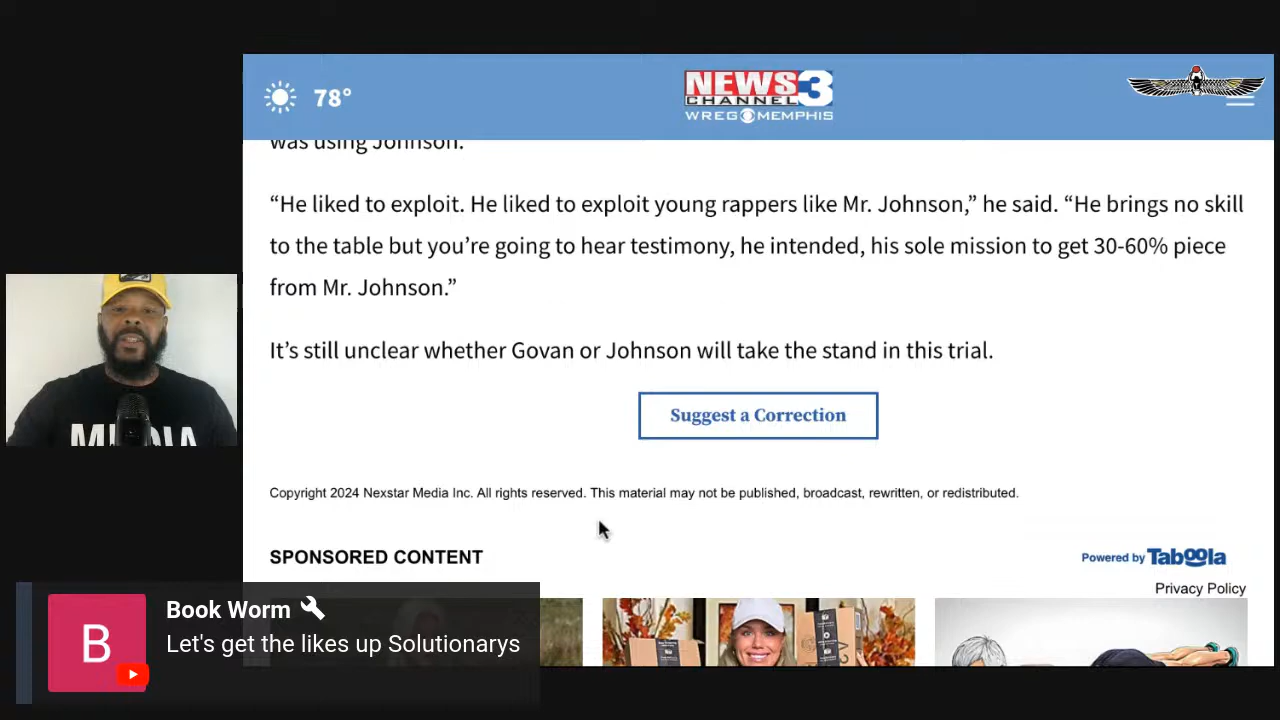 78°
NEWS
CHANNEL 3
WREG MEMPHIS
was using Johnson.
“He liked to exploit. He liked to exploit young rappers like Mr. Johnson,” he said. “He brings no skill
to the table but you’re going to hear testimony, he intended, his sole mission to get 30-60% piece
from Mr. Johnson.”
It’s still unclear whether Govan or Johnson will take the stand in this trial.
Suggest a Correction
Copyright 2024 Nexstar Media Inc. All rights reserved. This material may not be published, broadcast, rewritten, or redistributed.
SPONSORED CONTENT
Powered by Taboola
Privacy Policy
MEDIA
B
Book Worm
Let's get the likes up Solutionarys